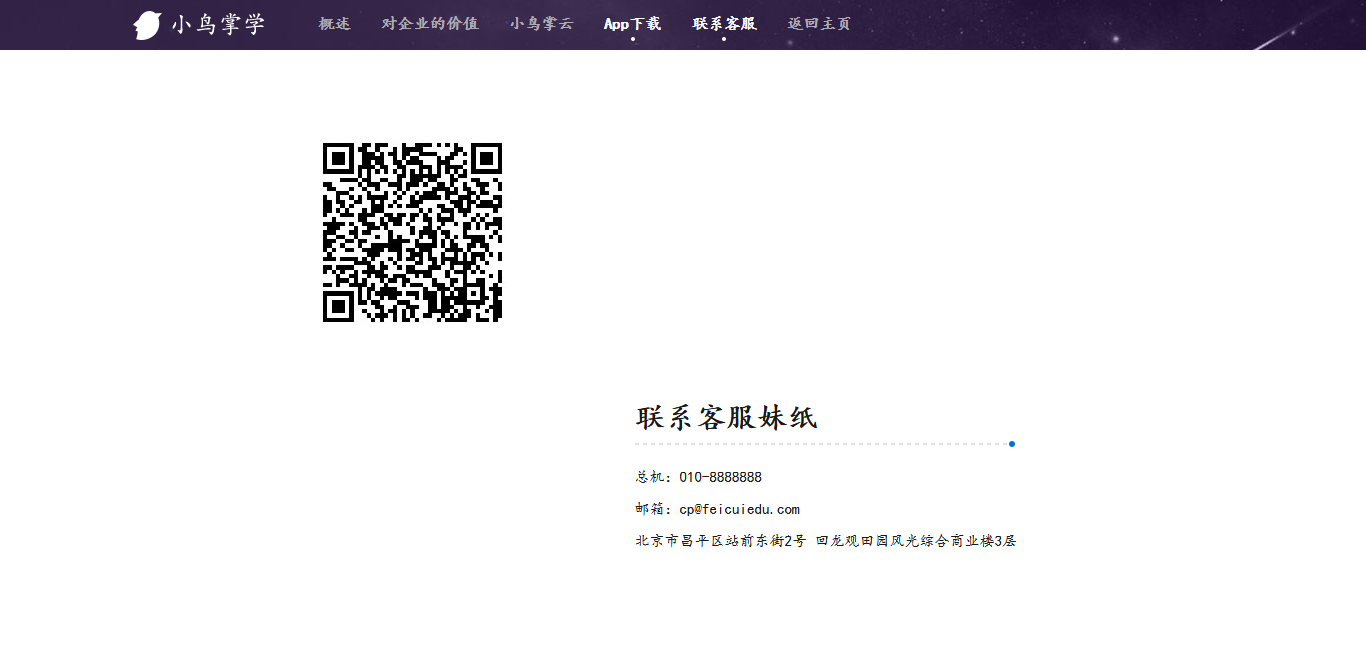 小鸟掌学 概述 对企业的价值 小鸟掌云 App下载 联系客服 返回主页
联系客服妹纸
总机：010-8888888
邮箱：cp@feicuiedu.com
北京市昌平区站前东街2号 回龙观田园风光综合商业楼3层